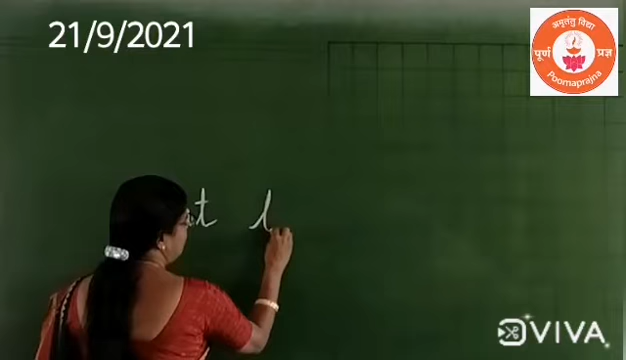 21/9/2021
अमृतंतु विद्या
पूर्ण प्रज्ञ
Poornaprajna
t l
VIVA